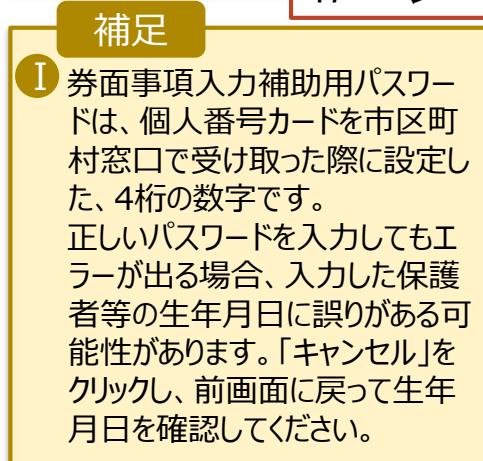 補足
1 券面事項入力補助用パスワー
ドは、個人番号カードを市区町
村窓口で受け取った際に設定し
た、4桁の数字です。
正しいパスワードを入力してもエ
ラーが出る場合、入力した保護
者等の生年月日に誤りがある可
能性があります。「キャンセル」を
クリックし、前画面に戻って生年
月日を確認してください。